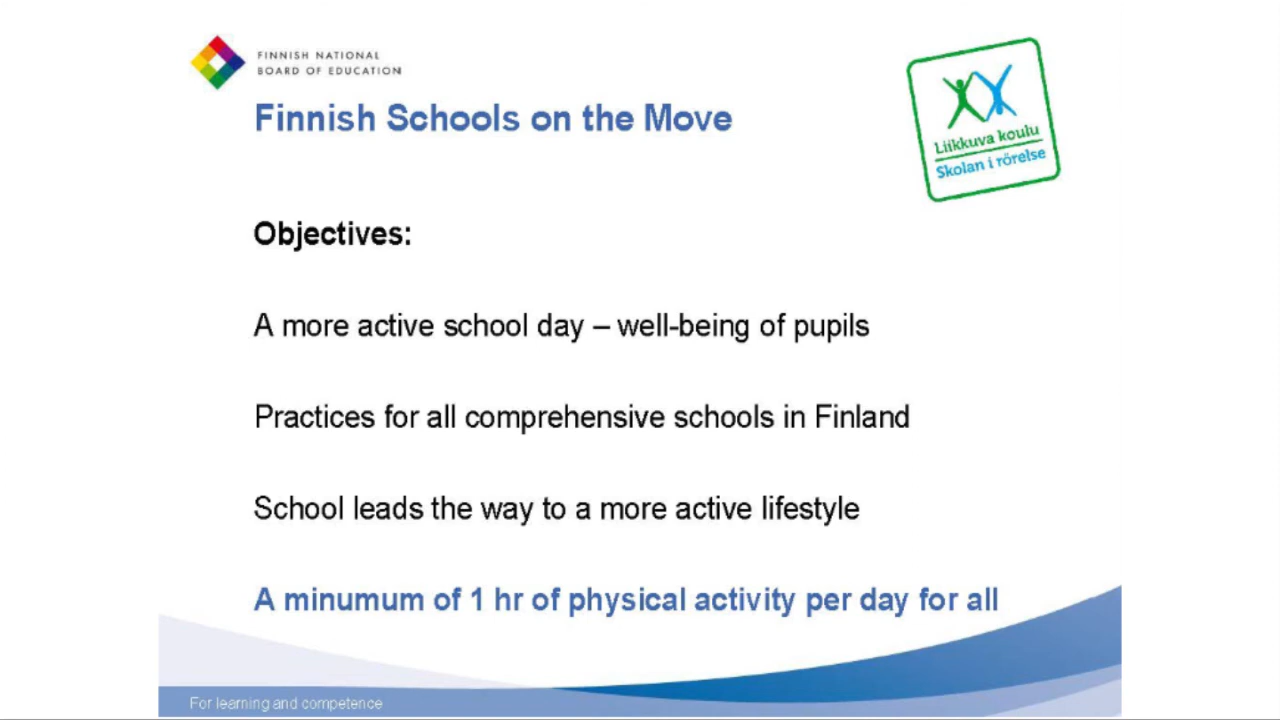 FINNISH NATIONAL
BOARD OF EDUCATION
Finnish Schools on the Move
Liikkuva koulu
Skolan i rörelse
Objectives:
A more active school day – well-being of pupils
Practices for all comprehensive schools in Finland
School leads the way to a more active lifestyle
A minumum of 1 hr of physical activity per day for all
For learning and competence